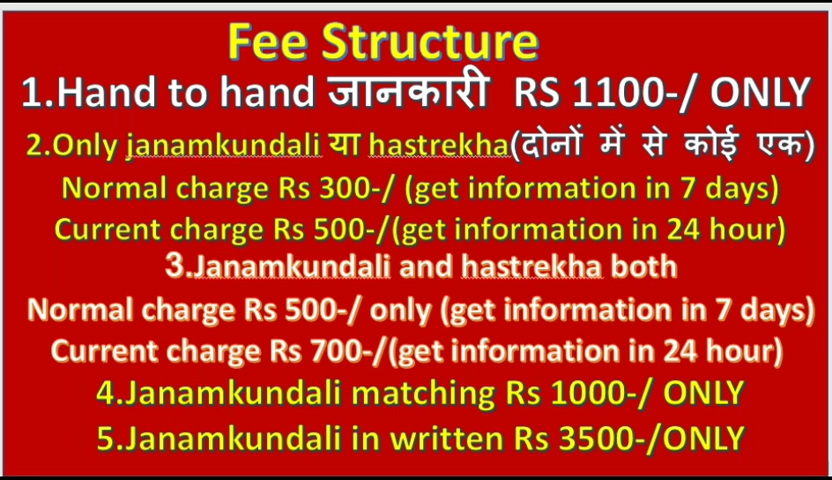 Fee Structure
1.Hand to hand जानकारी RS 1100-/ ONLY
2.Only janamkundali या hastrekha(दोनों में से कोई एक)
Normal charge Rs 300-/ (get information in 7 days)
Current charge Rs 500-/(get information in 24 hour)
3.Janamkundali and hastrekha both
Normal charge Rs 500-/ only (get information in 7 days)
Current charge Rs 700-/(get information in 24 hour)
4.Janamkundali matching Rs 1000-/ ONLY
5.Janamkundali in written Rs 3500-/ONLY